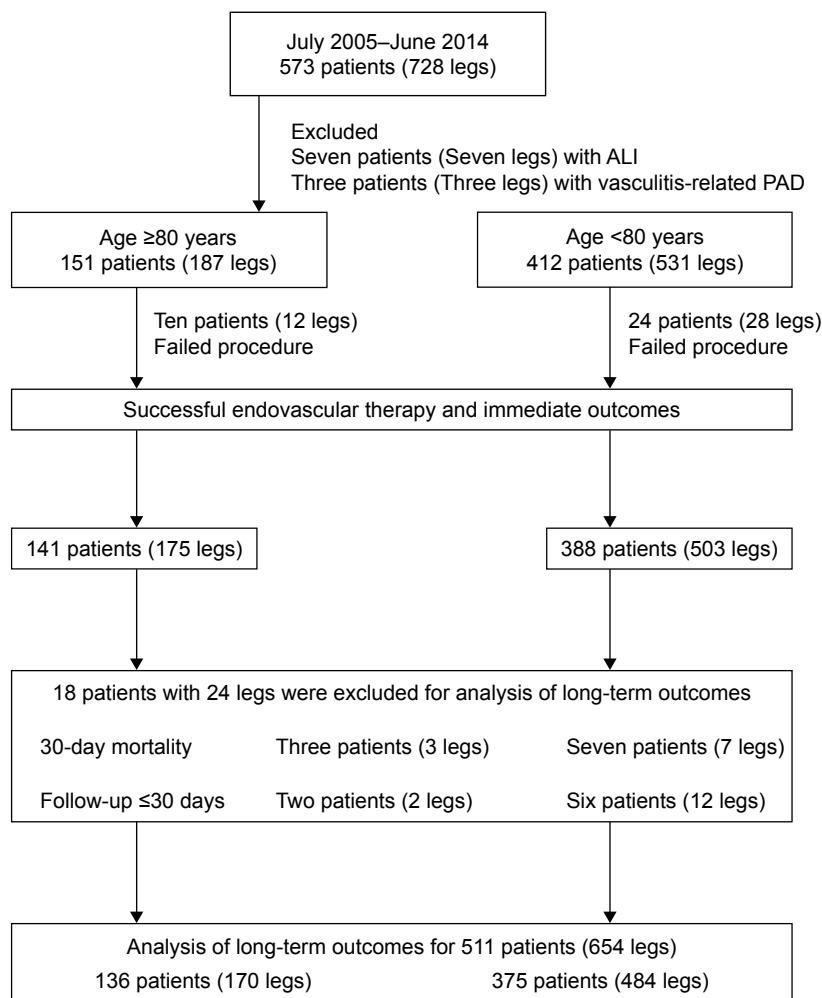 July 2005–June 2014
573 patients (728 legs)
Excluded
Seven patients (Seven legs) with ALI
Three patients (Three legs) with vasculitis-related PAD
Age ≥80 years
151 patients (187 legs)
Age <80 years
412 patients (531 legs)
Ten patients (12 legs)
Failed procedure
24 patients (28 legs)
Failed procedure
Successful endovascular therapy and immediate outcomes
141 patients (175 legs)
388 patients (503 legs)
18 patients with 24 legs were excluded for analysis of long-term outcomes
30-day mortality Three patients (3 legs) Seven patients (7 legs)
Follow-up ≤30 days Two patients (2 legs) Six patients (12 legs)
Analysis of long-term outcomes for 511 patients (654 legs)
136 patients (170 legs) 375 patients (484 legs)